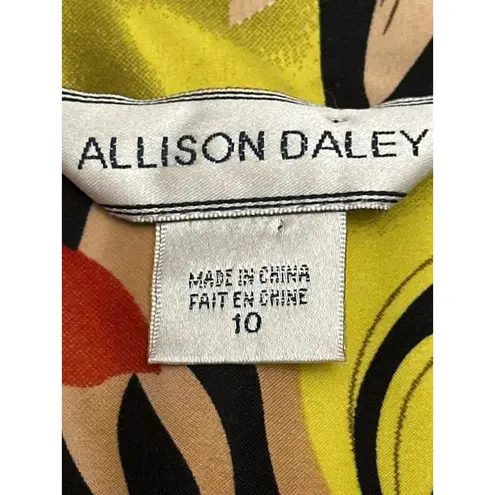 ALLISON DALEY
MADE IN CHINA
FAIT EN CHINE
10